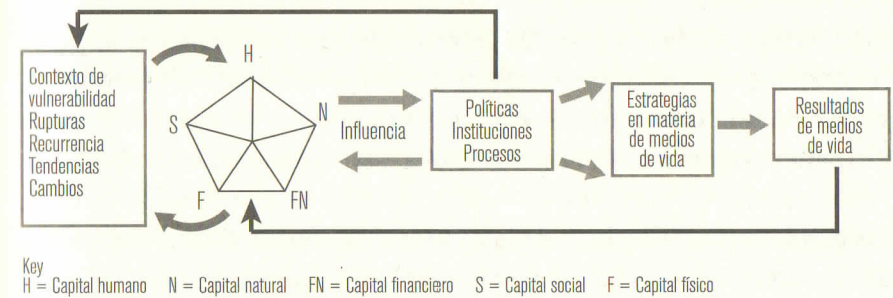 Contexto de
vulnerabilidad
Rupturas
Recurrencia
Tendencias
Cambios
H
S
N
F
FN
Influencia
Políticas
Instituciones
Procesos
Estrategias
en materia
de medios
de vida
Resultados
de medios
de vida
Key
H = Capital humano N = Capital natural FN = Capital financiero S = Capital social F = Capital físico